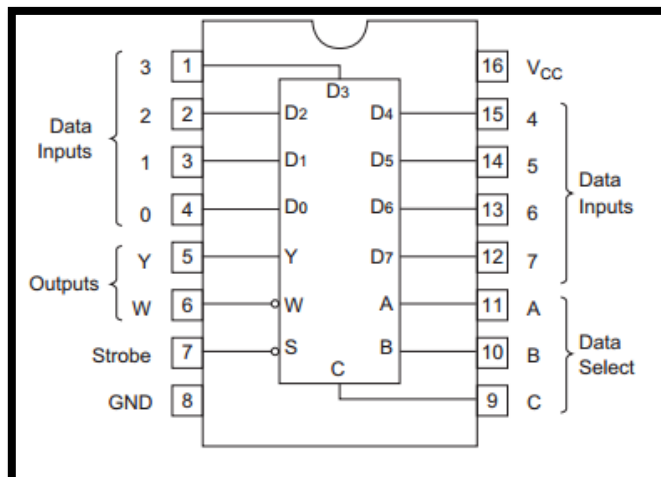 3 1 16 VCC
D3
2 2 D2 D4 15 4
Data
Inputs
1 3 D1 D5 14 5
Data
Inputs
0 4 D0 D6 13 6
Y 5 Y D7 12 7
Outputs
W 6 W A 11 A
Strobe 7 S B 10 B
Data
Select
C
GND 8 9 C